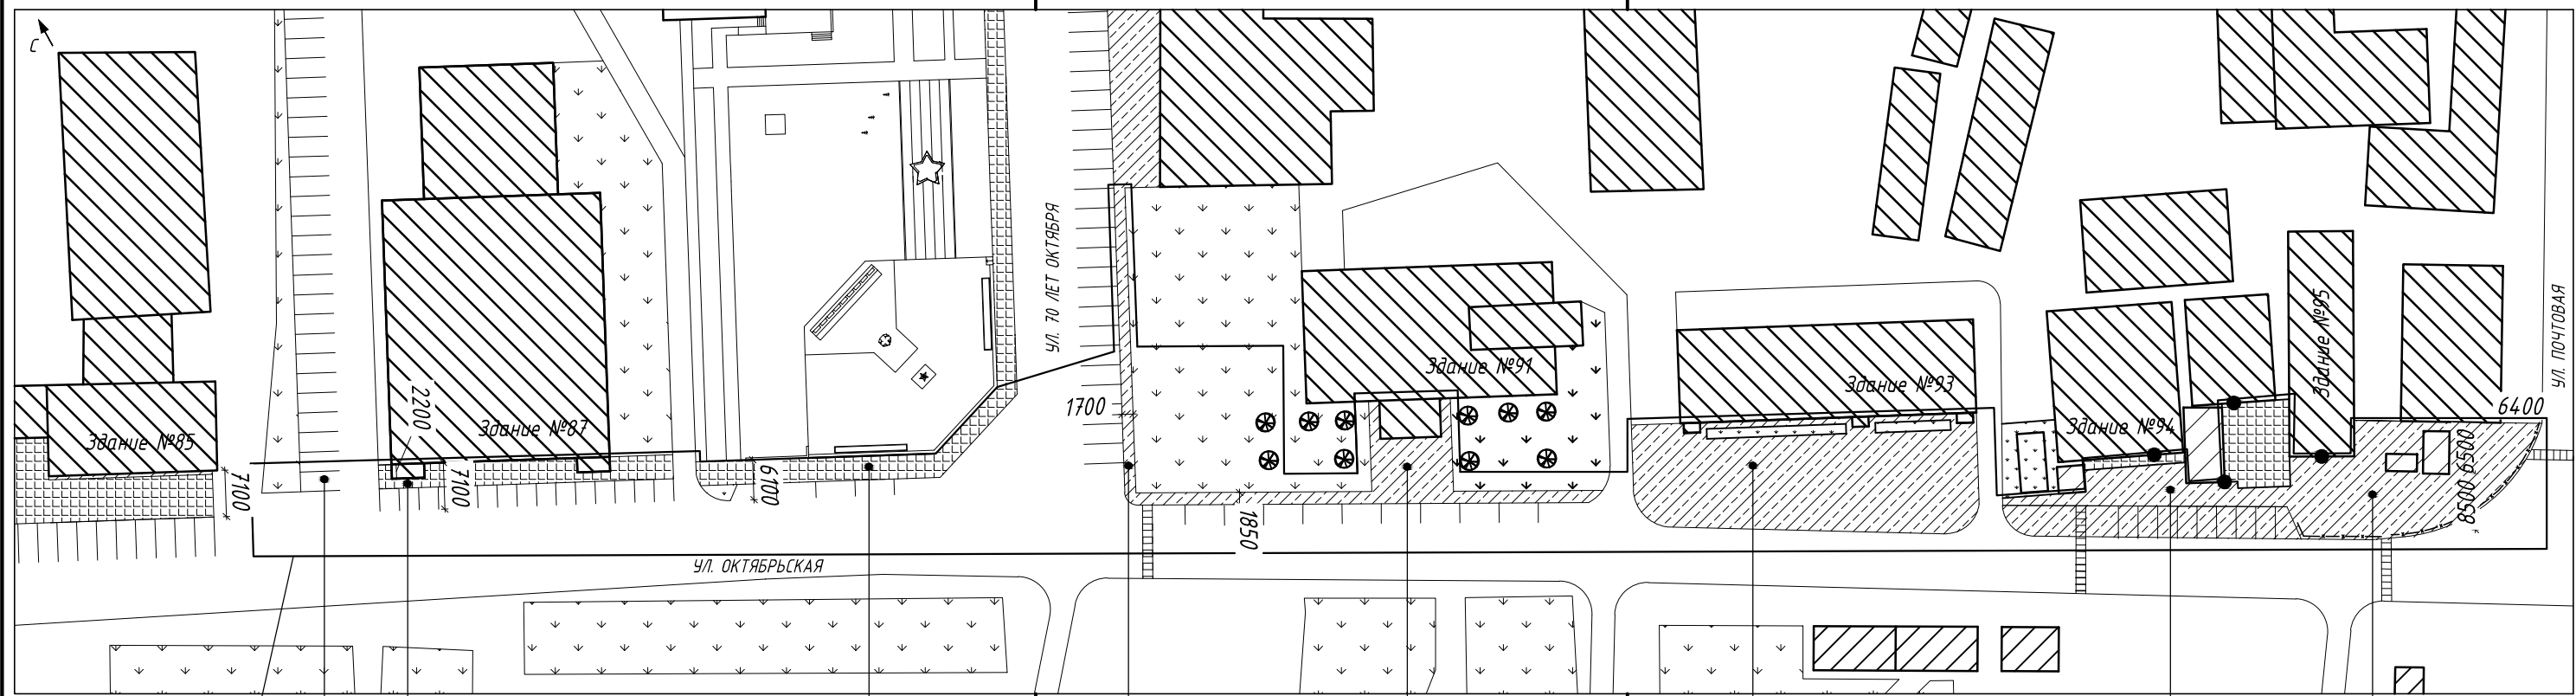 С
Здание №85
7100
2200
Здание №87
7100
6100
УЛ. 70 ЛЕТ ОКТЯБРЯ
1700
1850
УЛ. ОКТЯБРЬСКАЯ
Здание №91
Здание №93
Здание №94
Здание №95
6400
8500 6500
УЛ. ПОЧТОВАЯ